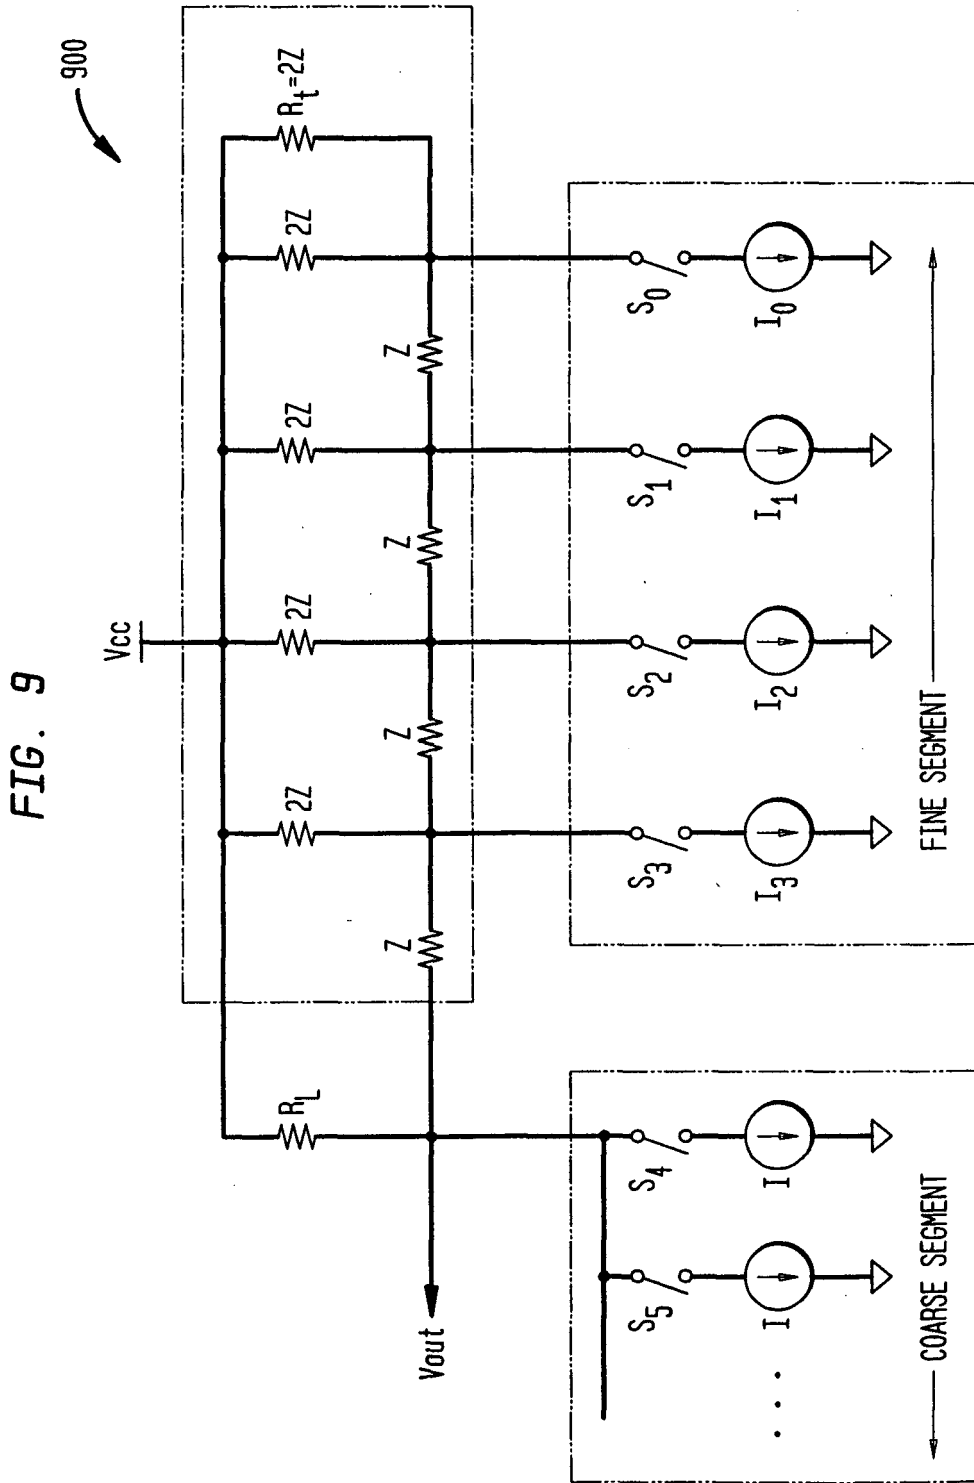 FIG. 9
900
Vcc
R_L
2Z
2Z
2Z
2Z
R_t=2Z
Z
Z
Z
Z
Vout
S_5
S_4
S_3
S_2
S_1
S_0
I
I
I_3
I_2
I_1
I_0
COARSE SEGMENT
FINE SEGMENT